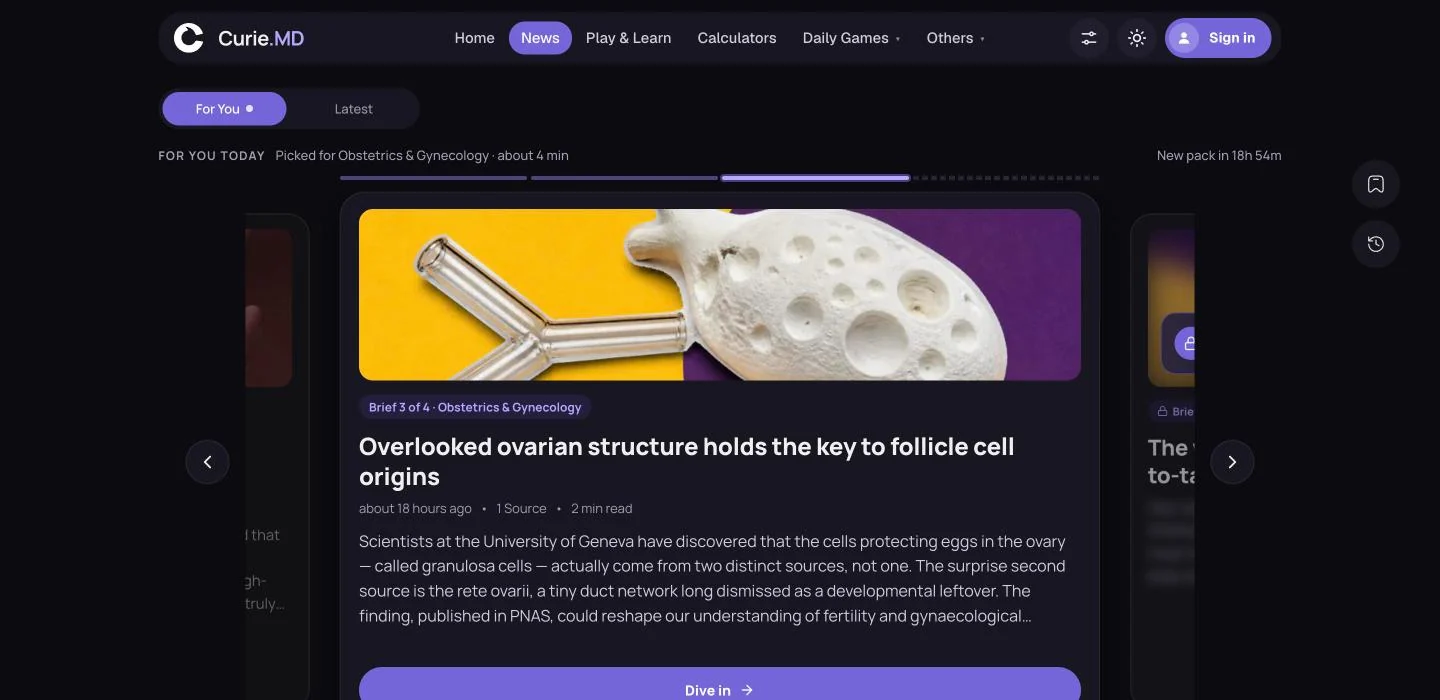 Curie.MD
Home
News
Play & Learn
Calculators
Daily Games
Others
Sign in
For You
Latest
FOR YOU TODAY Picked for Obstetrics & Gynecology · about 4 min
New pack in 18h 54m
Brief 3 of 4 · Obstetrics & Gynecology
Overlooked ovarian structure holds the key to follicle cell
origins
about 18 hours ago • 1 Source • 2 min read
Scientists at the University of Geneva have discovered that the cells protecting eggs in the ovary
— called granulosa cells — actually come from two distinct sources, not one. The surprise second
source is the rete ovarii, a tiny duct network long dismissed as a developmental leftover. The
finding, published in PNAS, could reshape our understanding of fertility and gynaecological…
Dive in
that
gh-
truly…
Brie
The
to-ta